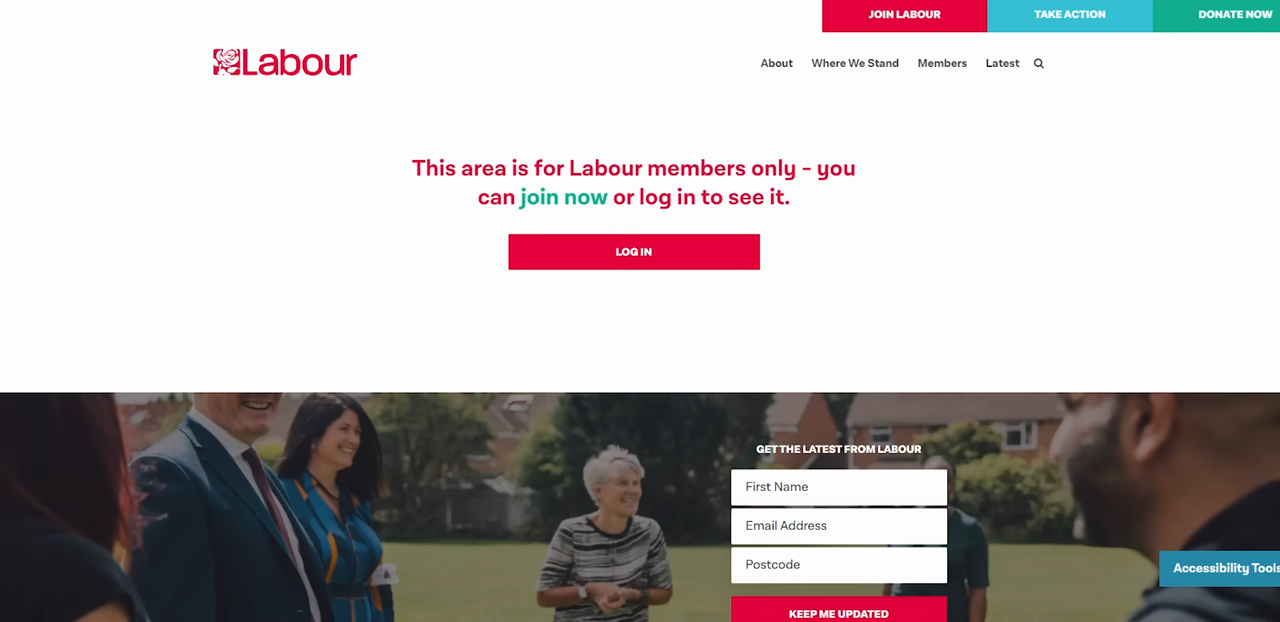 JOIN LABOUR
TAKE ACTION
DONATE NOW
Labour
About
Where We Stand
Members
Latest
This area is for Labour members only – you
can join now or log in to see it.
LOG IN
GET THE LATEST FROM LABOUR
First Name
Email Address
Postcode
KEEP ME UPDATED
Accessibility Tools